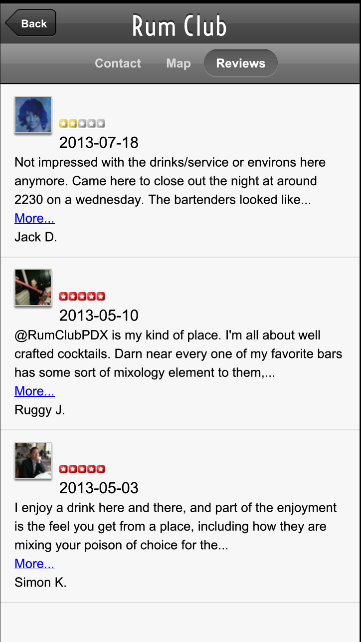 Back
Rum Club
Contact Map Reviews
2013-07-18
Not impressed with the drinks/service or environs here
anymore. Came here to close out the night at around
2230 on a wednesday. The bartenders looked like...
More...
Jack D.
2013-05-10
@RumClubPDX is my kind of place. I'm all about well
crafted cocktails. Darn near every one of my favorite bars
has some sort of mixology element to them,...
More...
Ruggy J.
2013-05-03
I enjoy a drink here and there, and part of the enjoyment
is the feel you get from a place, including how they are
mixing your poison of choice for the...
More...
Simon K.